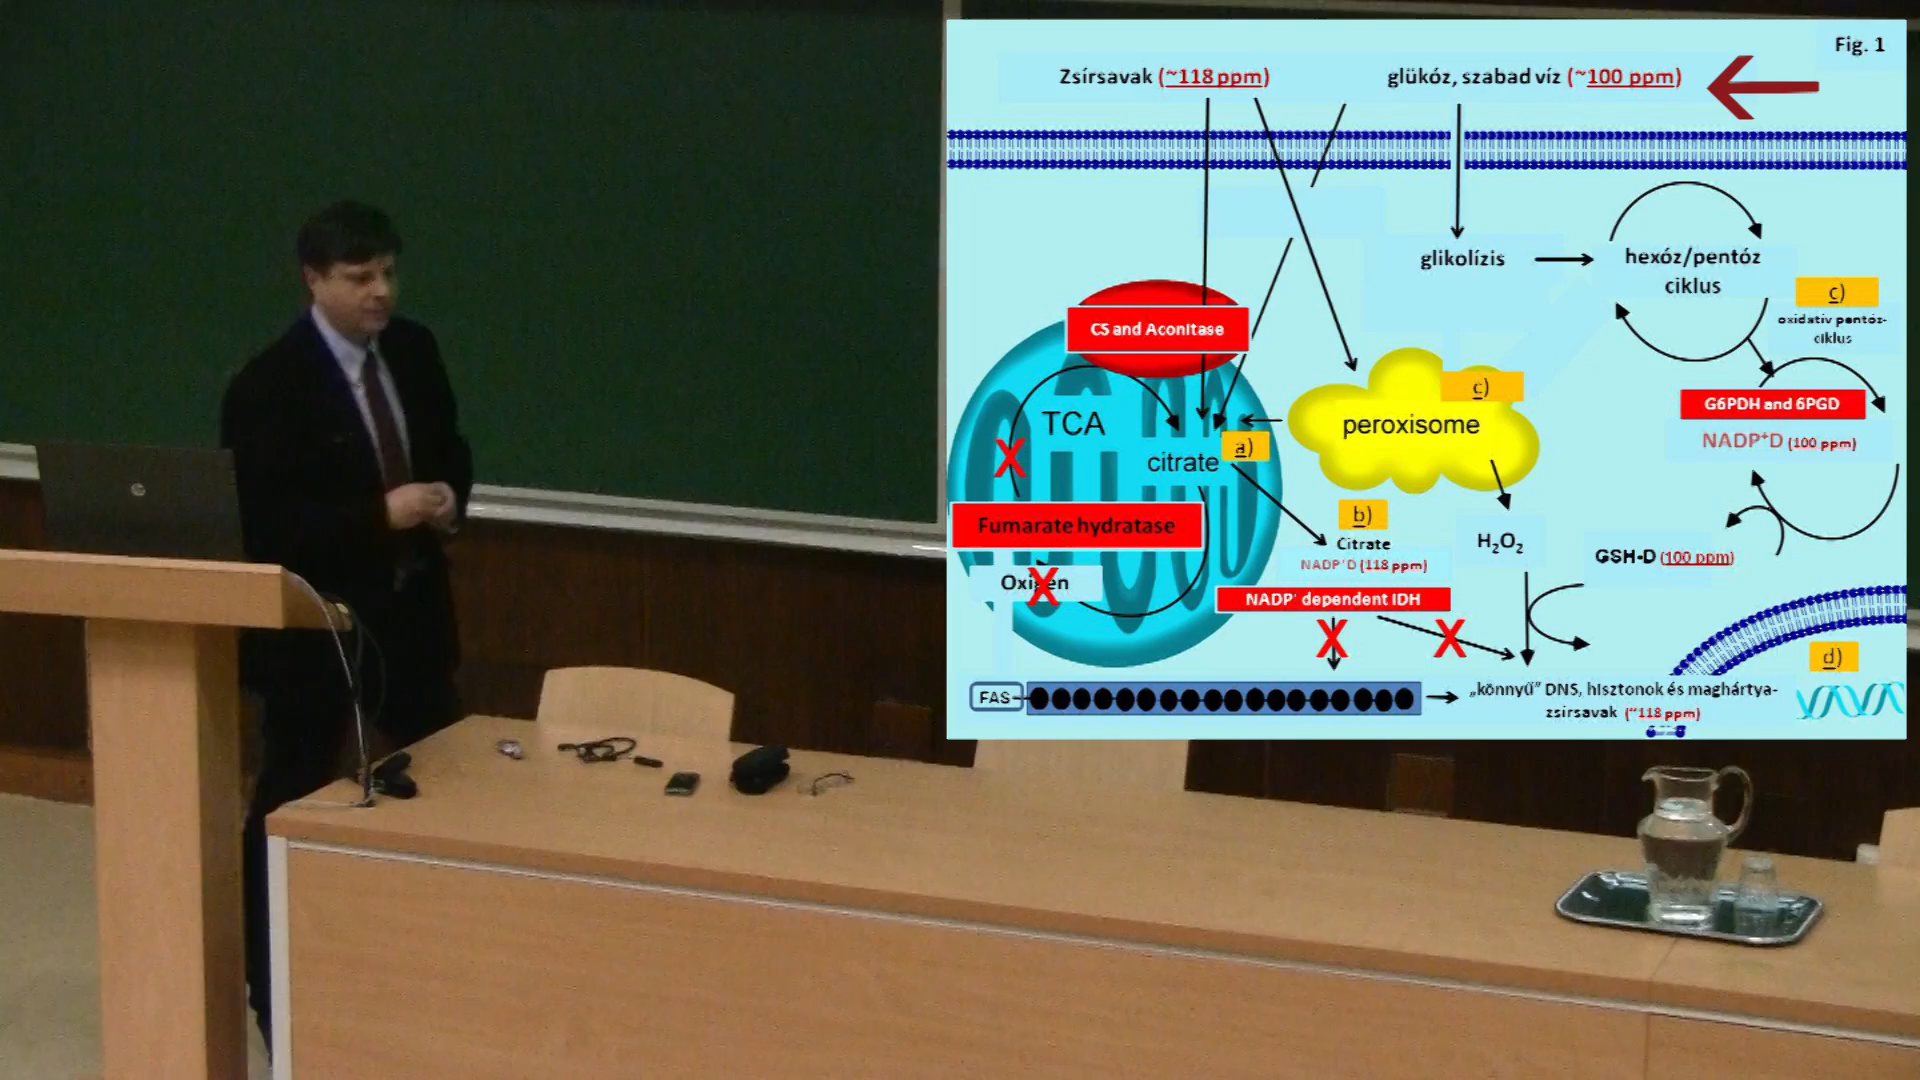 Fig. 1
Zsírsavak (~118 ppm)
glükóz, szabad víz (~100 ppm)
glikolízis
hexóz/pentóz
ciklus
c)
oxidatív pentóz-
ciklus
CS and Aconitase
G6PDH and 6PGD
NADP⁺D (100 ppm)
c)
peroxisome
TCA
citrate
a)
Fumarate hydratase
b)
Citrate
NADP⁺D (118 ppm)
H₂O₂
GSH-D (100 ppm)
Oxigén
NADP⁺ dependent IDH
d)
FAS
„könnyű” DNS, hisztonok és maghártya-
zsírsavak (~118 ppm)